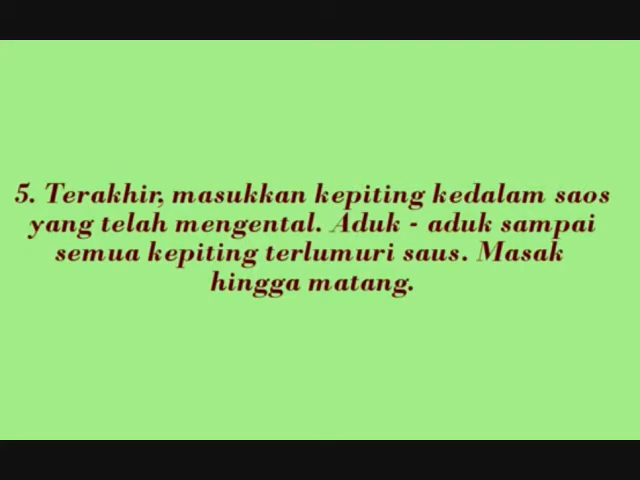 5. Terakhir, masukkan kepiting kedalam saos
yang telah mengental. Aduk - aduk sampai
semua kepiting terlumuri saus. Masak
hingga matang.